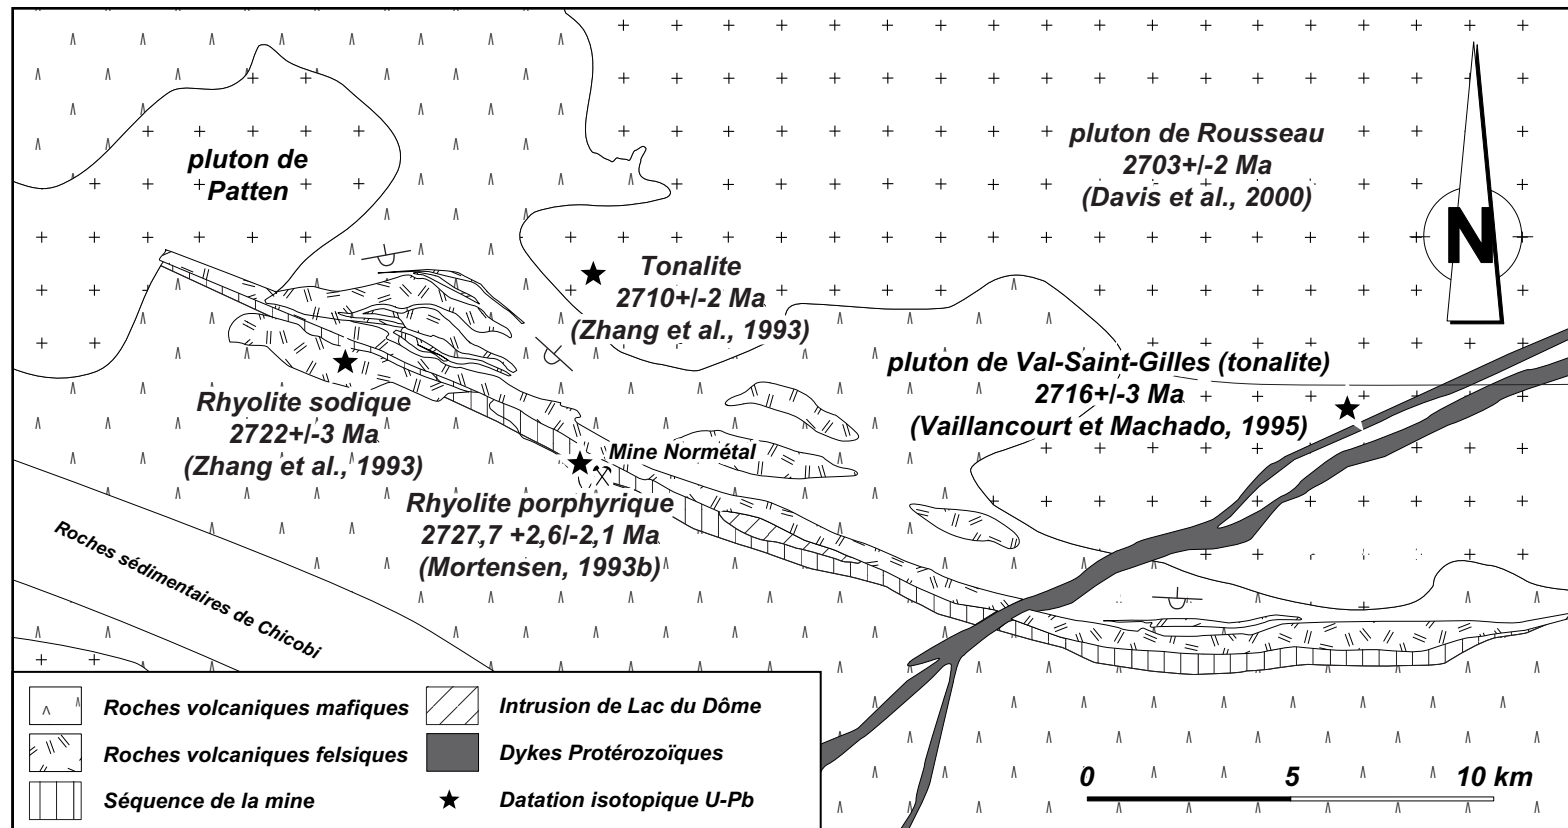 pluton de
Patten
pluton de Rousseau
2703+/-2 Ma
(Davis et al., 2000)
N
Tonalite
2710+/-2 Ma
(Zhang et al., 1993)
pluton de Val-Saint-Gilles (tonalite)
2716+/-3 Ma
(Vaillancourt et Machado, 1995)
Rhyolite sodique
2722+/-3 Ma
(Zhang et al., 1993)
Mine Normétal
Rhyolite porphyrique
2727,7 +2,6/-2,1 Ma
(Mortensen, 1993b)
Roches sédimentaires de Chicobi
Roches volcaniques mafiques
Roches volcaniques felsiques
Séquence de la mine
Intrusion de Lac du Dôme
Dykes Protérozoïques
Datation isotopique U-Pb
0 5 10 km